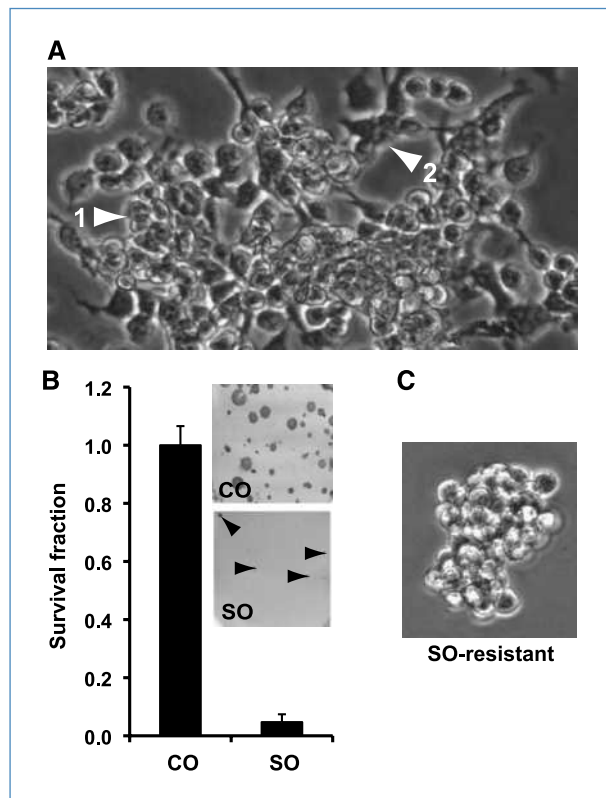 A
1
2
B
C
1.2
1.0
0.8
0.6
0.4
0.2
0.0
Survival fraction
CO
SO
CO
SO
SO-resistant